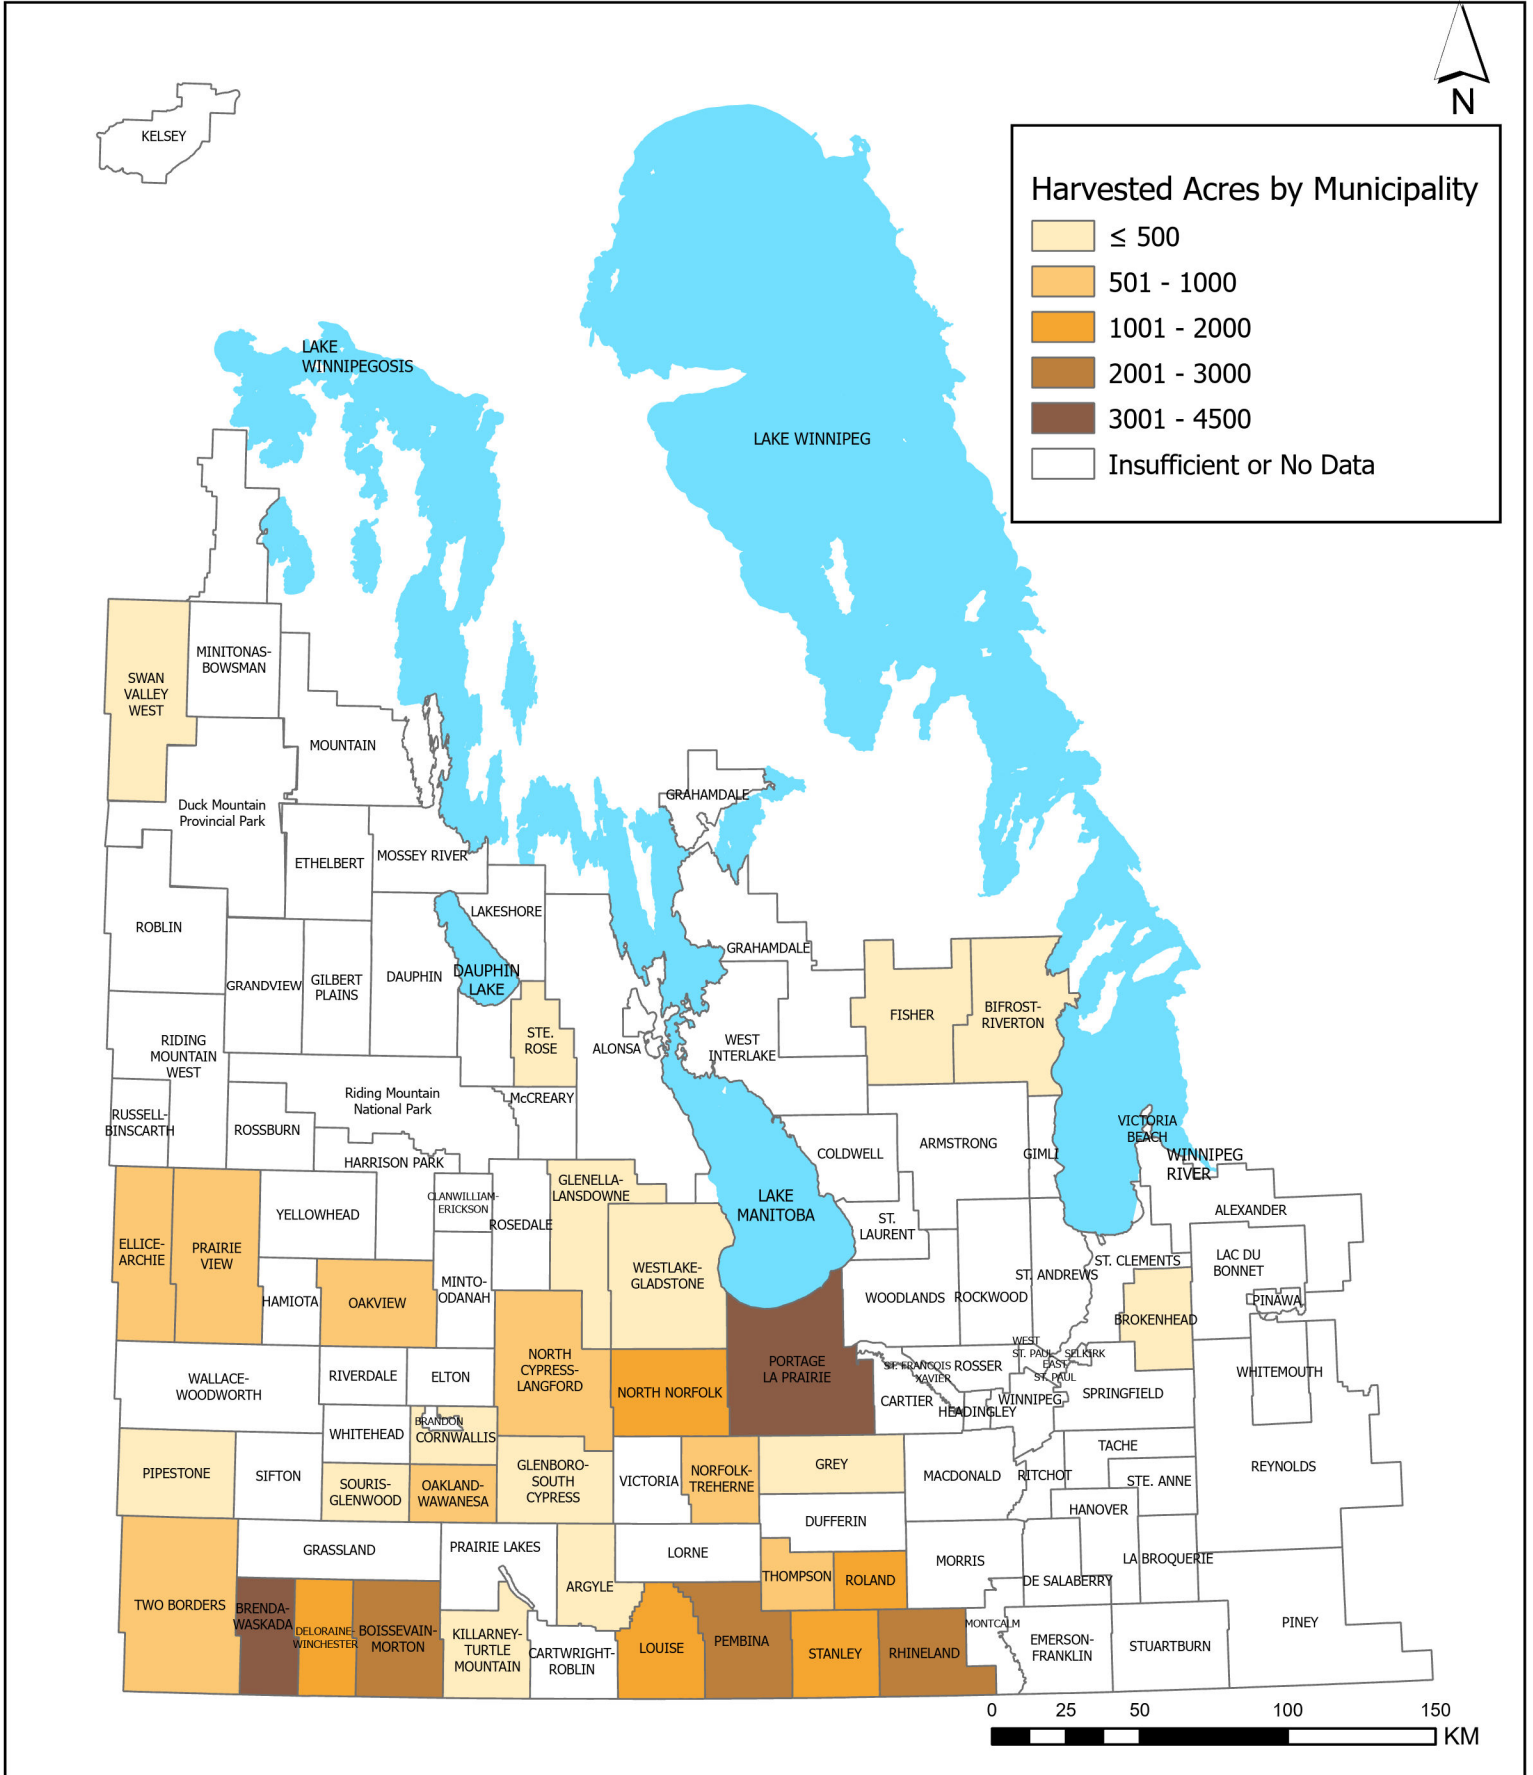 N
KELSEY
Harvested Acres by Municipality
≤ 500
501 - 1000
1001 - 2000
2001 - 3000
3001 - 4500
Insufficient or No Data
LAKE
WINNIPEGOSIS
LAKE WINNIPEG
MINITONAS-
BOWSMAN
SWAN
VALLEY
WEST
MOUNTAIN
Duck Mountain
Provincial Park
GRAHAMDALE
ETHELBERT
MOSSEY RIVER
ROBLIN
LAKESHORE
GRANDVIEW
GILBERT
PLAINS
DAUPHIN
DAUPHIN
LAKE
GRAHAMDALE
FISHER
BIFROST-
RIVERTON
RIDING
MOUNTAIN
WEST
STE.
ROSE
ALONSA
WEST
INTERLAKE
Riding Mountain
National Park
McCREARY
RUSSELL-
BINSCARTH
ROSSBURN
HARRISON PARK
COLDWELL
ARMSTRONG
GIMLI
VICTORIA
BEACH
WINNIPEG
RIVER
CLANWILLIAM-
ERICKSON
GLENELLA-
LANSDOWNE
LAKE
MANITOBA
YELLOWHEAD
ROSEDALE
ST.
LAURENT
ALEXANDER
ELLICE-
ARCHIE
PRAIRIE
VIEW
WESTLAKE-
GLADSTONE
ST. ANDREWS
ST. CLEMENTS
LAC DU
BONNET
HAMIOTA
OAKVIEW
MINTO-
ODANAH
WOODLANDS
ROCKWOOD
BROKENHEAD
PINAWA
WALLACE-
WOODWORTH
RIVERDALE
ELTON
NORTH
CYPRESS-
LANGFORD
NORTH NORFOLK
PORTAGE
LA PRAIRIE
ST. FRANCOIS
XAVIER
ROSSER
WEST
ST. PAUL
SELKIRK
EAST
ST. PAUL
WHITEMOUTH
CARTIER
HEADINGLEY
WINNIPEG
SPRINGFIELD
WHITEHEAD
BRANDON
CORNWALLIS
PIPESTONE
SIFTON
SOURIS-
GLENWOOD
OAKLAND-
WAWANESA
GLENBORO-
SOUTH
CYPRESS
VICTORIA
NORFOLK-
TREHERNE
GREY
MACDONALD
RITCHOT
TACHE
STE. ANNE
REYNOLDS
HANOVER
DUFFERIN
GRASSLAND
PRAIRIE LAKES
LORNE
MORRIS
LA BROQUERIE
DE SALABERRY
TWO BORDERS
BRENDA-
WASKADA
DELORAINE-
WINCHESTER
BOISSEVAIN-
MORTON
ARGYLE
THOMPSON
ROLAND
KILLARNEY-
TURTLE
MOUNTAIN
CARTWRIGHT-
ROBLIN
LOUISE
PEMBINA
STANLEY
RHINELAND
MONTCALM
EMERSON-
FRANKLIN
STUARTBURN
PINEY
0 25 50 100 150
KM